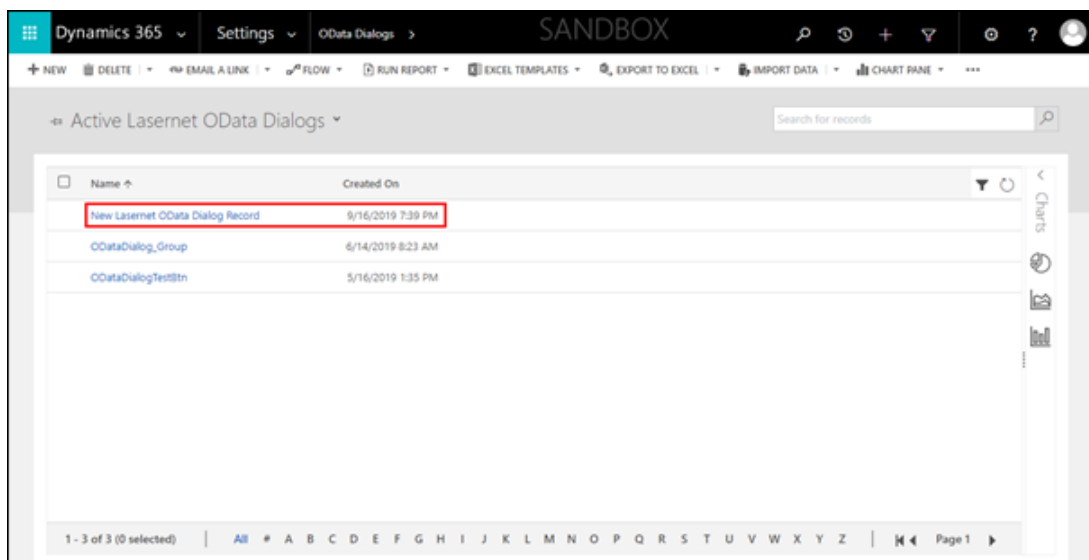 Dynamics 365 Settings OData Dialogs > SANDBOX + ?
+ NEW DELETE EMAIL A LINK FLOW RUN REPORT EXCEL TEMPLATES EXPORT TO EXCEL IMPORT DATA CHART PANE ...
Active Lasernet OData Dialogs Search for records
Name ↑ Created On
Charts
New Lasernet OData Dialog Record 9/16/2019 7:39 PM
ODataDialog_Group 6/14/2019 8:23 AM
ODataDialogTestBtn 5/16/2019 1:35 PM
1 - 3 of 3 (0 selected) All # A B C D E F G H I J K L M N O P Q R S T U V W X Y Z Page 1